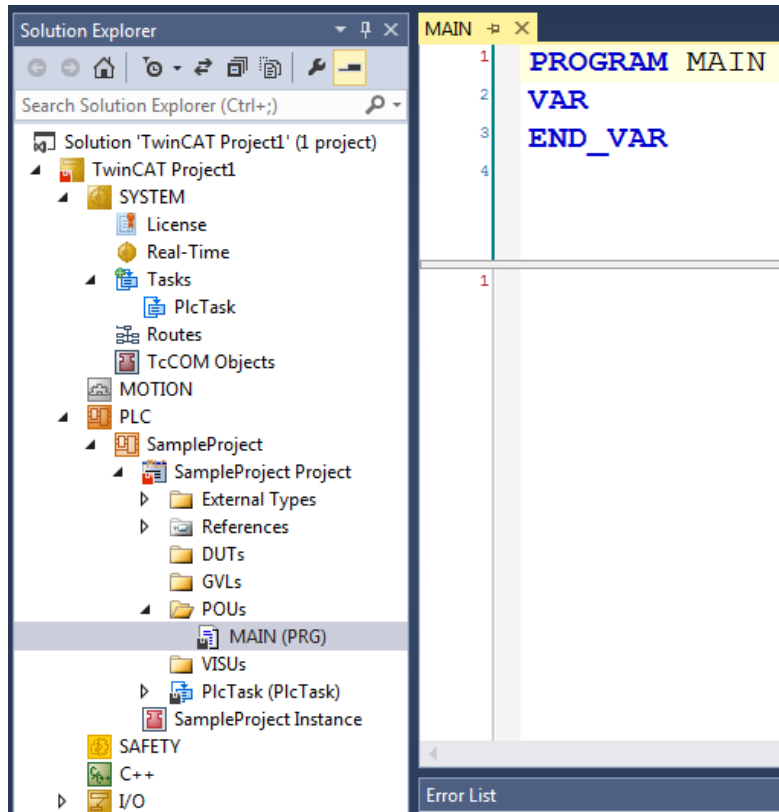 Solution Explorer
Search Solution Explorer (Ctrl+;)
Solution 'TwinCAT Project1' (1 project)
TwinCAT Project1
SYSTEM
License
Real-Time
Tasks
PlcTask
Routes
TcCOM Objects
MOTION
PLC
SampleProject
SampleProject Project
External Types
References
DUTs
GVLs
POUs
MAIN (PRG)
VISUs
PlcTask (PlcTask)
SampleProject Instance
SAFETY
C++
I/O
MAIN
1 PROGRAM MAIN
2 VAR
3 END_VAR
4
1
Error List